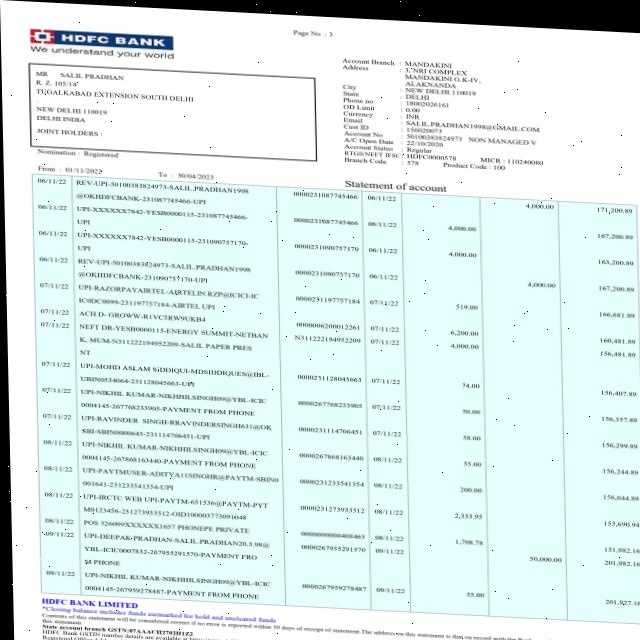 Page No .: 3
HDFC BANK
We understand your world
MR SALIL PRADHAN
R. Z. 105/14
TUGALKABAD EXTENSION SOUTH DELHI
NEW DELHI 110019
DELHI INDIA
JOINT HOLDERS :
Nomination : Registered
From : 01/11/2022 To : 30/04/2023
Account Branch : MANDAKINI
Address : 3, NRI COMPLEX
MANDAKINI G.K-IV,
ALAKNANDA
City : NEW DELHI 110019
State : DELHI
Phone no. : 18002026161
OD Limit : 0.00
Currency : INR
Email : SALIL.PRADHAN1998@GMAIL.COM
Cust ID : 156020073
Account No : 50100383824973 NON MANAGED V
A/C Open Date : 22/10/2020
Account Status : Regular
RTGS/NEFT IFSC: HDFC0000578 MICR : 110240080
Branch Code : 578 Product Code : 100
Statement of account
06/11/22 REV-UPI-50100383824973-SALIL.PRADHAN1998 0000231087745466 06/11/22 4,000.00 171,200.89
@OKHDFCBANK-231087745466-UPI
06/11/22 UPI-XXXXXX7842-YESB0000115-231087745466- 0000231087745466 06/11/22 4,000.00 167,200.89
UPI
06/11/22 UPI-XXXXXX7842-YESB0000115-231090757170- 0000231090757170 06/11/22 4,000.00 163,200.89
UPI
06/11/22 REV-UPI-50100383824973-SALIL.PRADHAN1998 0000231090757170 06/11/22 4,000.00 167,200.89
@OKHDFCBANK-231090757170-UPI
07/11/22 UPI-RAZORPAYAIRTEL-AIRTELIN.RZP@ICICI-IC 0000231197757184 07/11/22 519.00 166,681.89
IC0DC0099-231197757184-AIRTEL UPI
07/11/22 ACH D- GROWW-R1VC5RW9UKB4 0000006200012261 07/11/22 6,200.00 160,481.89
07/11/22 NEFT DR-YESB0000115-ENERGY SUMMIT-NETBAN N311222194952209 07/11/22 4,000.00 156,481.89
K, MUM-N311222194952209-SALIL PAPER PRES
NT
07/11/22 UPI-MOHD ASLAM SIDDIQUI-MDSIDDIQUES@IBL- 0000231128045663 07/11/22 74.00 156,407.89
UBIN0534064-231128045663-UPI
07/11/22 UPI-NIKHIL KUMAR-NIKHHILSINGH09@YBL-ICIC 0000267768233905 07/11/22 50.00 156,357.89
0004145-267768233905-PAYMENT FROM PHONE
07/11/22 UPI-RAVINDER SINGH-RRAVINDERSINGH631@OK 0000231114706451 07/11/22 58.00 156,299.89
SBI-SBIN0000645-231114706451-UPI
08/11/22 UPI-NIKHIL KUMAR-NIKHHILSINGH09@YBL-ICIC 0000267868163440 08/11/22 55.00 156,244.89
0004145-267868163440-PAYMENT FROM PHONE
08/11/22 UPI-PAYTMUSER-ADITYA11SINGHR@PAYTM-SBIN0 0000231233541354 08/11/22 200.00 156,044.89
001641-231233541354-UPI
08/11/22 UPI-IRCTC WEB UPI-PAYTM-651536@PAYTM-PYT 0000231273933512 08/11/22 2,353.95 153,690.94
M0123456-231273933512-OID100003773091048
08/11/22 POS 526099XXXXXX1657 PHONEPE PRIVATE 0000000000408465 08/11/22 1,708.78 151,982.16
09/11/22 UPI-DEEPAK-PRADHAN-SALIL.PRADHAN20.3.98@ 0000267955291570 09/11/22 50,000.00 201,982.16
YBL-ICIC0007832-267955291570-PAYMENT FRO
M PHONE
09/11/22 UPI-NIKHIL KUMAR-NIKHHILSINGH09@YBL-ICIC 0000267959278487 09/11/22 55.00 201,927.16
0004145-267959278487-PAYMENT FROM PHONE
HDFC BANK LIMITED
*Closing balance includes funds earmarked for hold and uncleared funds
Contents of this statement will be considered correct if no error is reported within 30 days of receipt of statement. The address on this statement is that on record with the Bank
this statement.
State account branch GSTN:07AAACH2702H1Z2
HDFC Bank GSTIN number details are available at